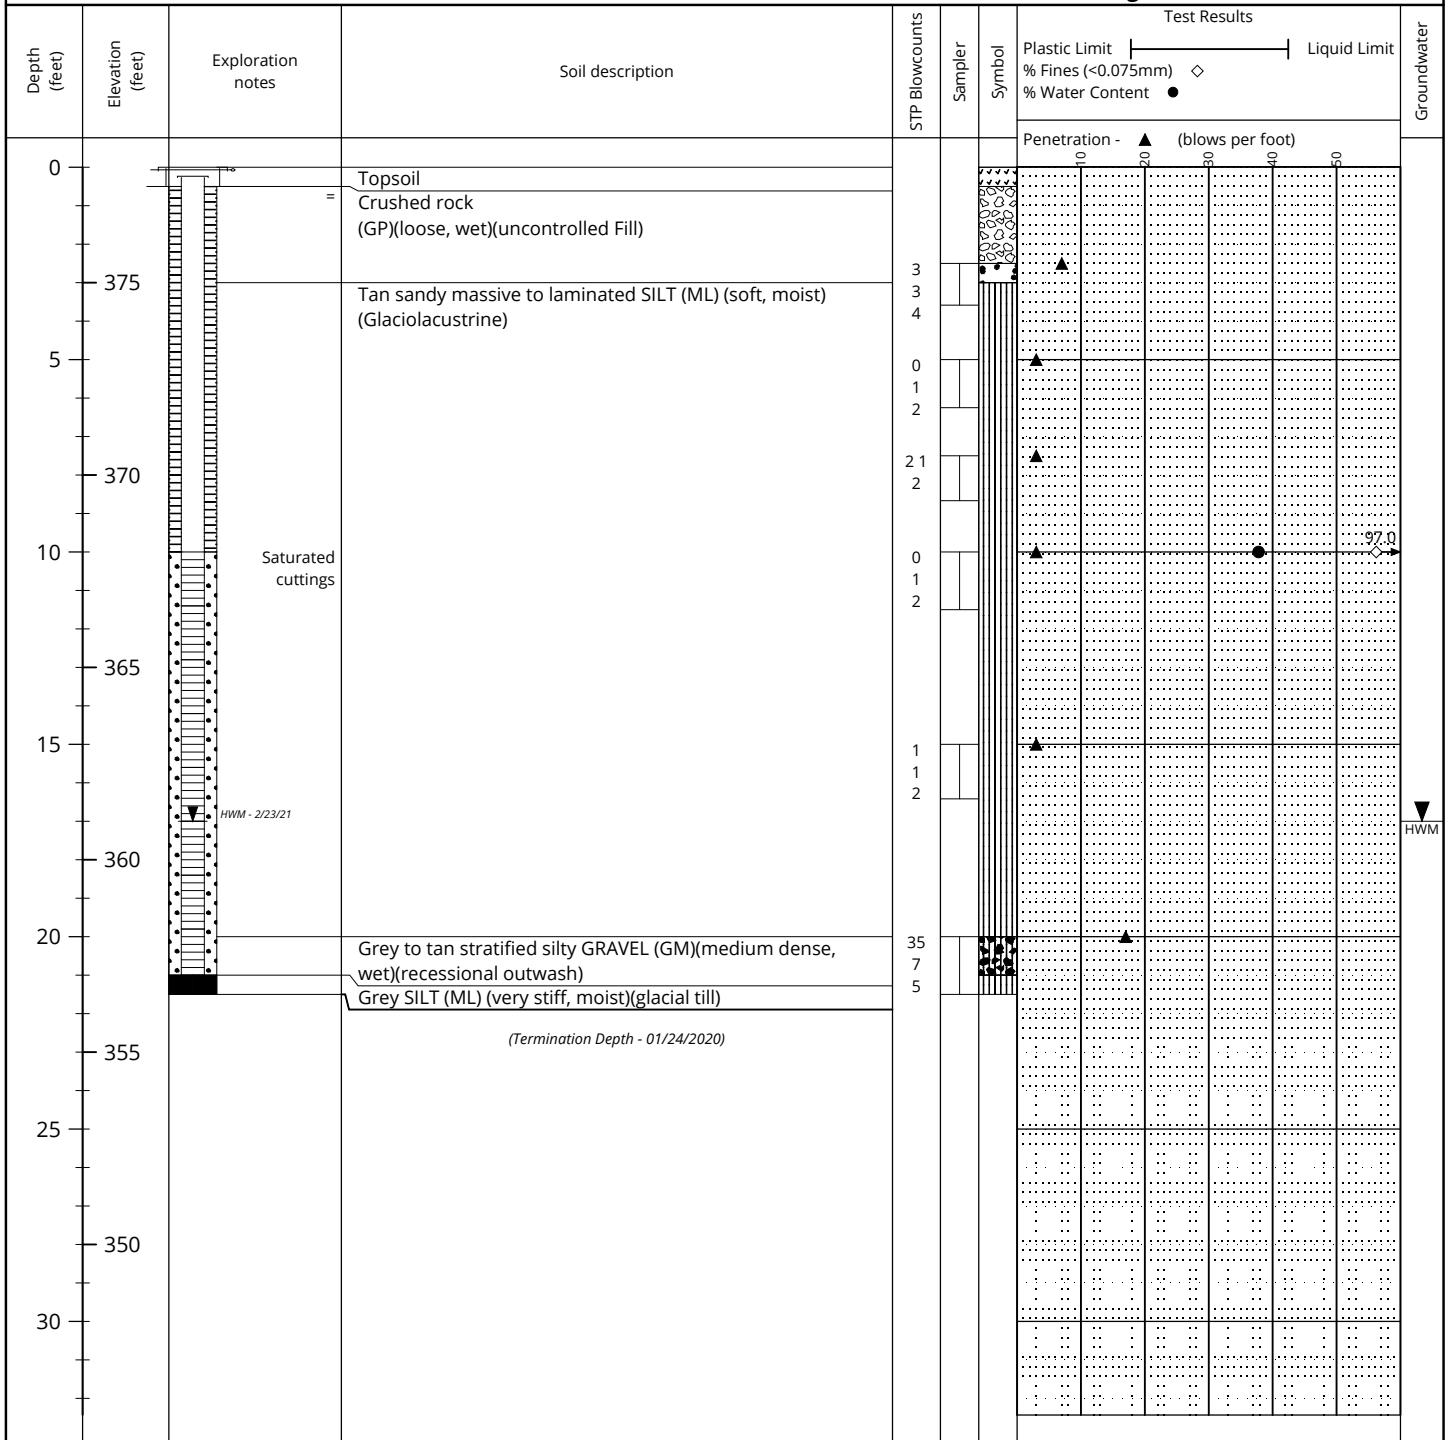 Depth
(feet)
Elevation
(feet)
Exploration
notes
Soil description
STP Blowcounts
Sampler
Symbol
Test Results
Plastic Limit
Liquid Limit
% Fines (<0.075mm)
% Water Content
Penetration - (blows per foot)
Groundwater
10
20
30
40
50
0
Topsoil
=
Crushed rock
(GP)(loose, wet)(uncontrolled Fill)
3
375
3
Tan sandy massive to laminated SILT (ML) (soft, moist)
4
(Glaciolacustrine)
5
0
1
2
2 1
370
2
97.0
10
Saturated
cuttings
0
1
2
365
15
1
1
2
HWM - 2/23/21
HWM
360
20
35
Grey to tan stratified silty GRAVEL (GM)(medium dense,
7
wet)(recessional outwash)
5
Grey SILT (ML) (very stiff, moist)(glacial till)
(Termination Depth - 01/24/2020)
355
25
350
30